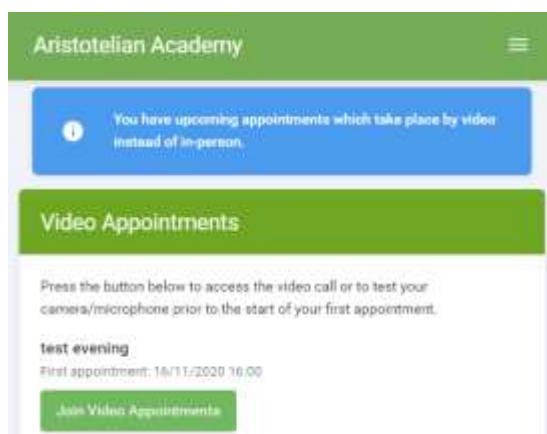 Aristotelian Academy
You have upcoming appointments which take place by video
instead of in-person.
Video Appointments
Press the button below to access the video call or to test your
camera/microphone prior to the start of your first appointment.
test evening
First appointment: 16/11/2020 16:00
Join Video Appointments